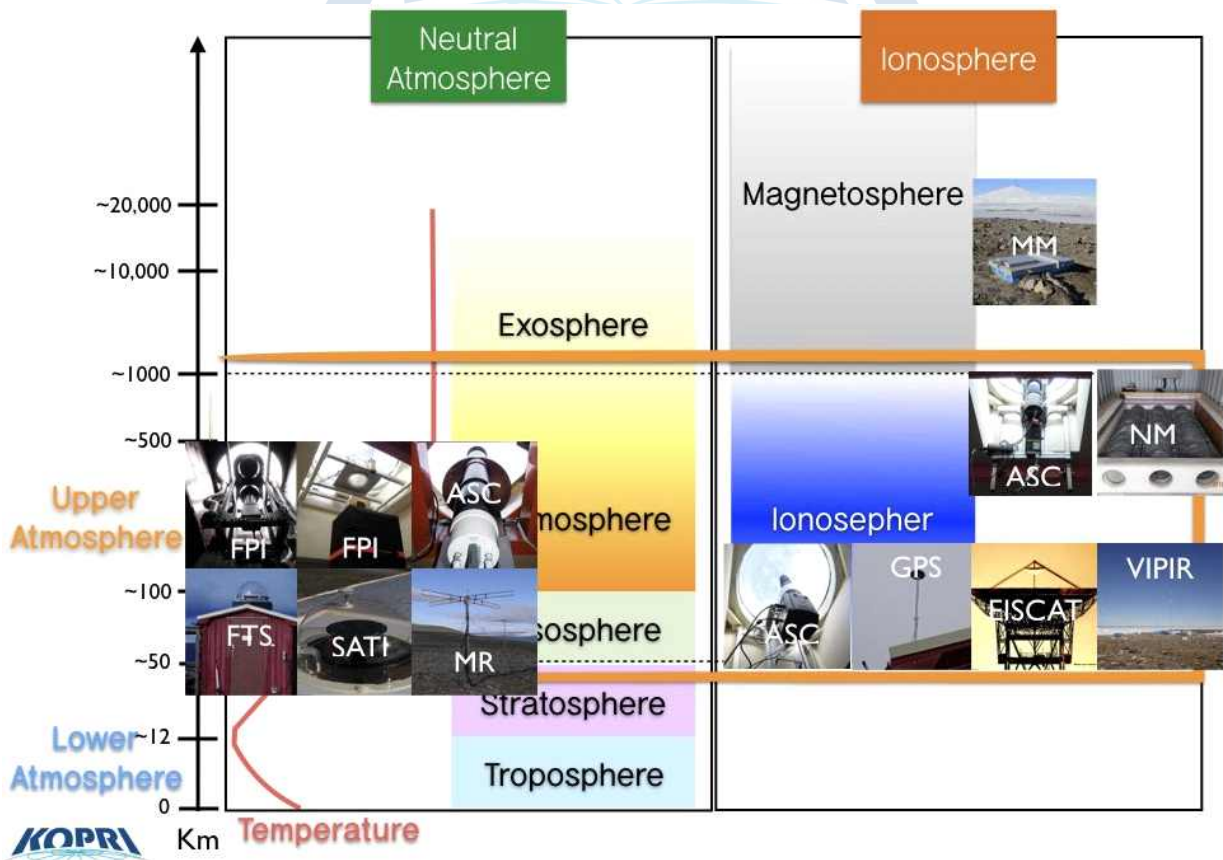 Neutral
Atmosphere
Ionosphere
~20,000
~10,000
~1000
~500
~100
~50
~12
0
Km
Upper
Atmosphere
Lower
Atmosphere
Temperature
Exosphere
mosphere
sosphere
Stratosphere
Troposphere
Magnetosphere
Ionosepher
MM
ASC
NM
FPI
FPI
ASC
FTS
SATI
MR
ASC
GPS
EISCAT
VIPIR
KOPRI